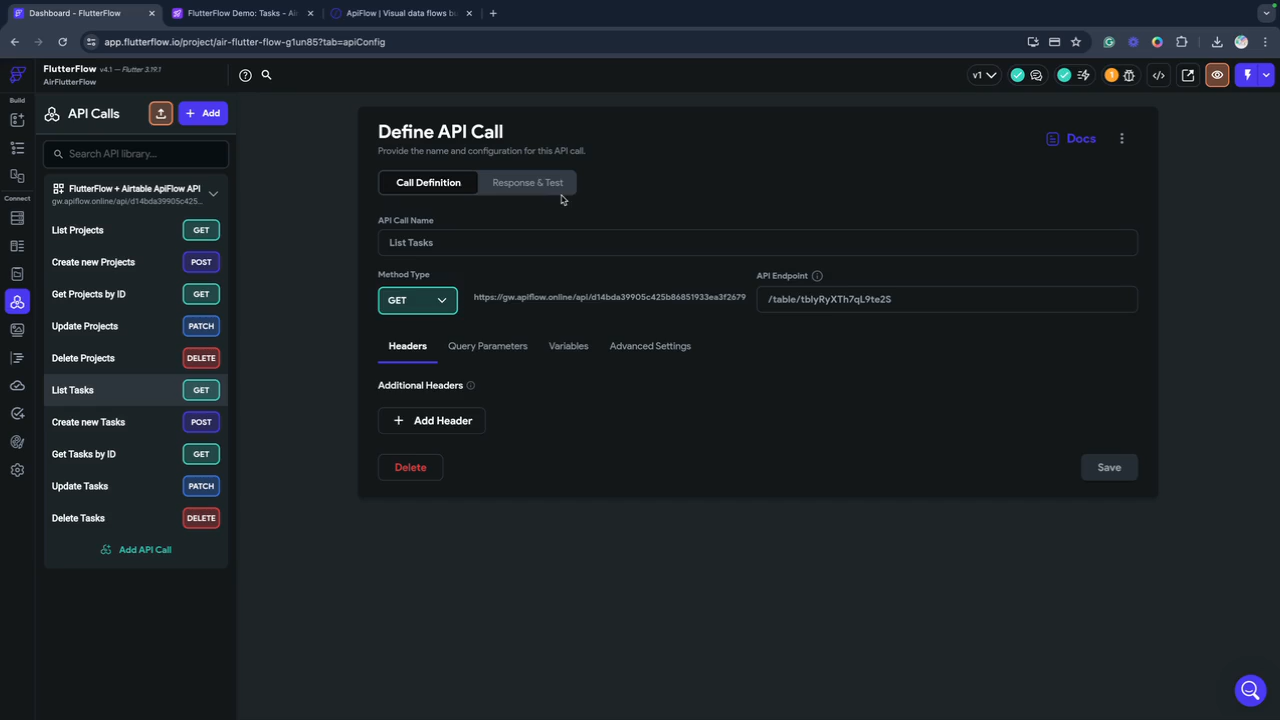 Dashboard - FlutterFlow
FlutterFlow Demo: Tasks - Ai
ApiFlow | Visual data flows bu
app.flutterflow.io/project/air-flutter-flow-g1un85?tab=apiConfig
FlutterFlow v4.1 - Flutter 3.19.1
AirFlutterFlow
v1
1
Build
Connect
API Calls
Add
Search API library...
FlutterFlow + Airtable ApiFlow API
gw.apiflow.online/api/d14bda39905c425...
List Projects GET
Create new Projects POST
Get Projects by ID GET
Update Projects PATCH
Delete Projects DELETE
List Tasks GET
Create new Tasks POST
Get Tasks by ID GET
Update Tasks PATCH
Delete Tasks DELETE
Add API Call
Define API Call
Provide the name and configuration for this API call.
Docs
Call Definition Response & Test
API Call Name
List Tasks
Method Type
API Endpoint
GET
https://gw.apiflow.online/api/d14bda39905c425b86851933ea3f2679
/table/tblyRyXTh7qL9te2S
Headers Query Parameters Variables Advanced Settings
Additional Headers
Add Header
Delete
Save